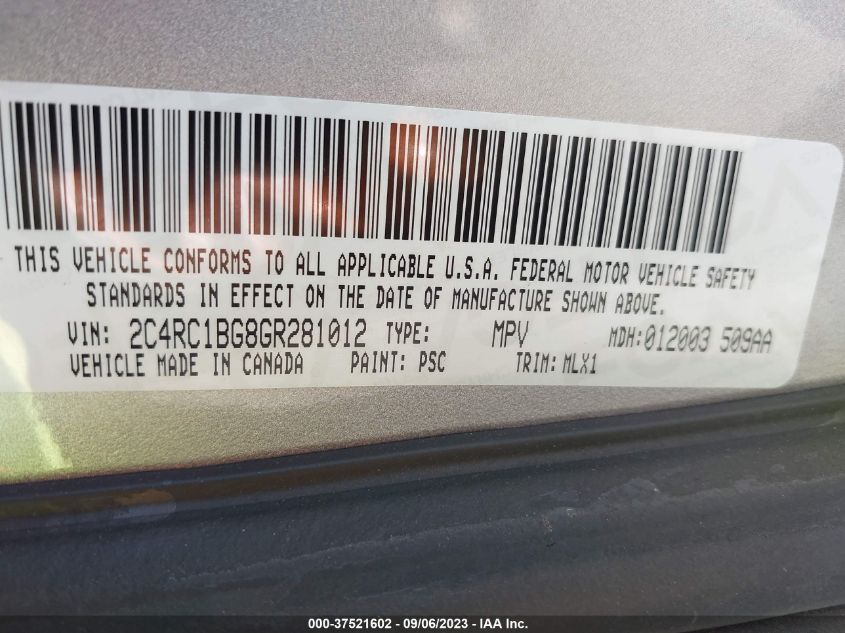 THIS VEHICLE CONFORMS TO ALL APPLICABLE U.S.A. FEDERAL MOTOR VEHICLE SAFETY
STANDARDS IN EFFECT ON THE DATE OF MANUFACTURE SHOWN ABOVE.
VIN: 2C4RC1BG8GR281012 TYPE: MPV MDH:012003 509AA
VEHICLE MADE IN CANADA PAINT: PSC TRIM: MLX1
000-37521602 - 09/06/2023 - IAA Inc.